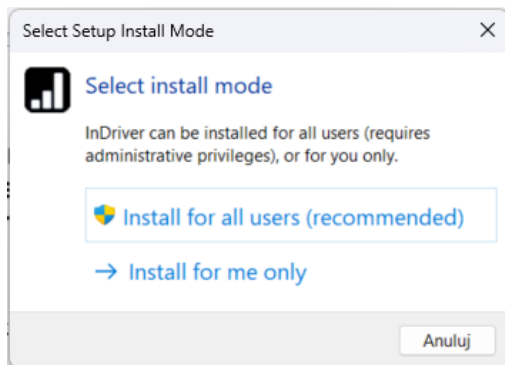 Select Setup Install Mode
Select install mode
InDriver can be installed for all users (requires
administrative privileges), or for you only.
Install for all users (recommended)
Install for me only
Anuluj